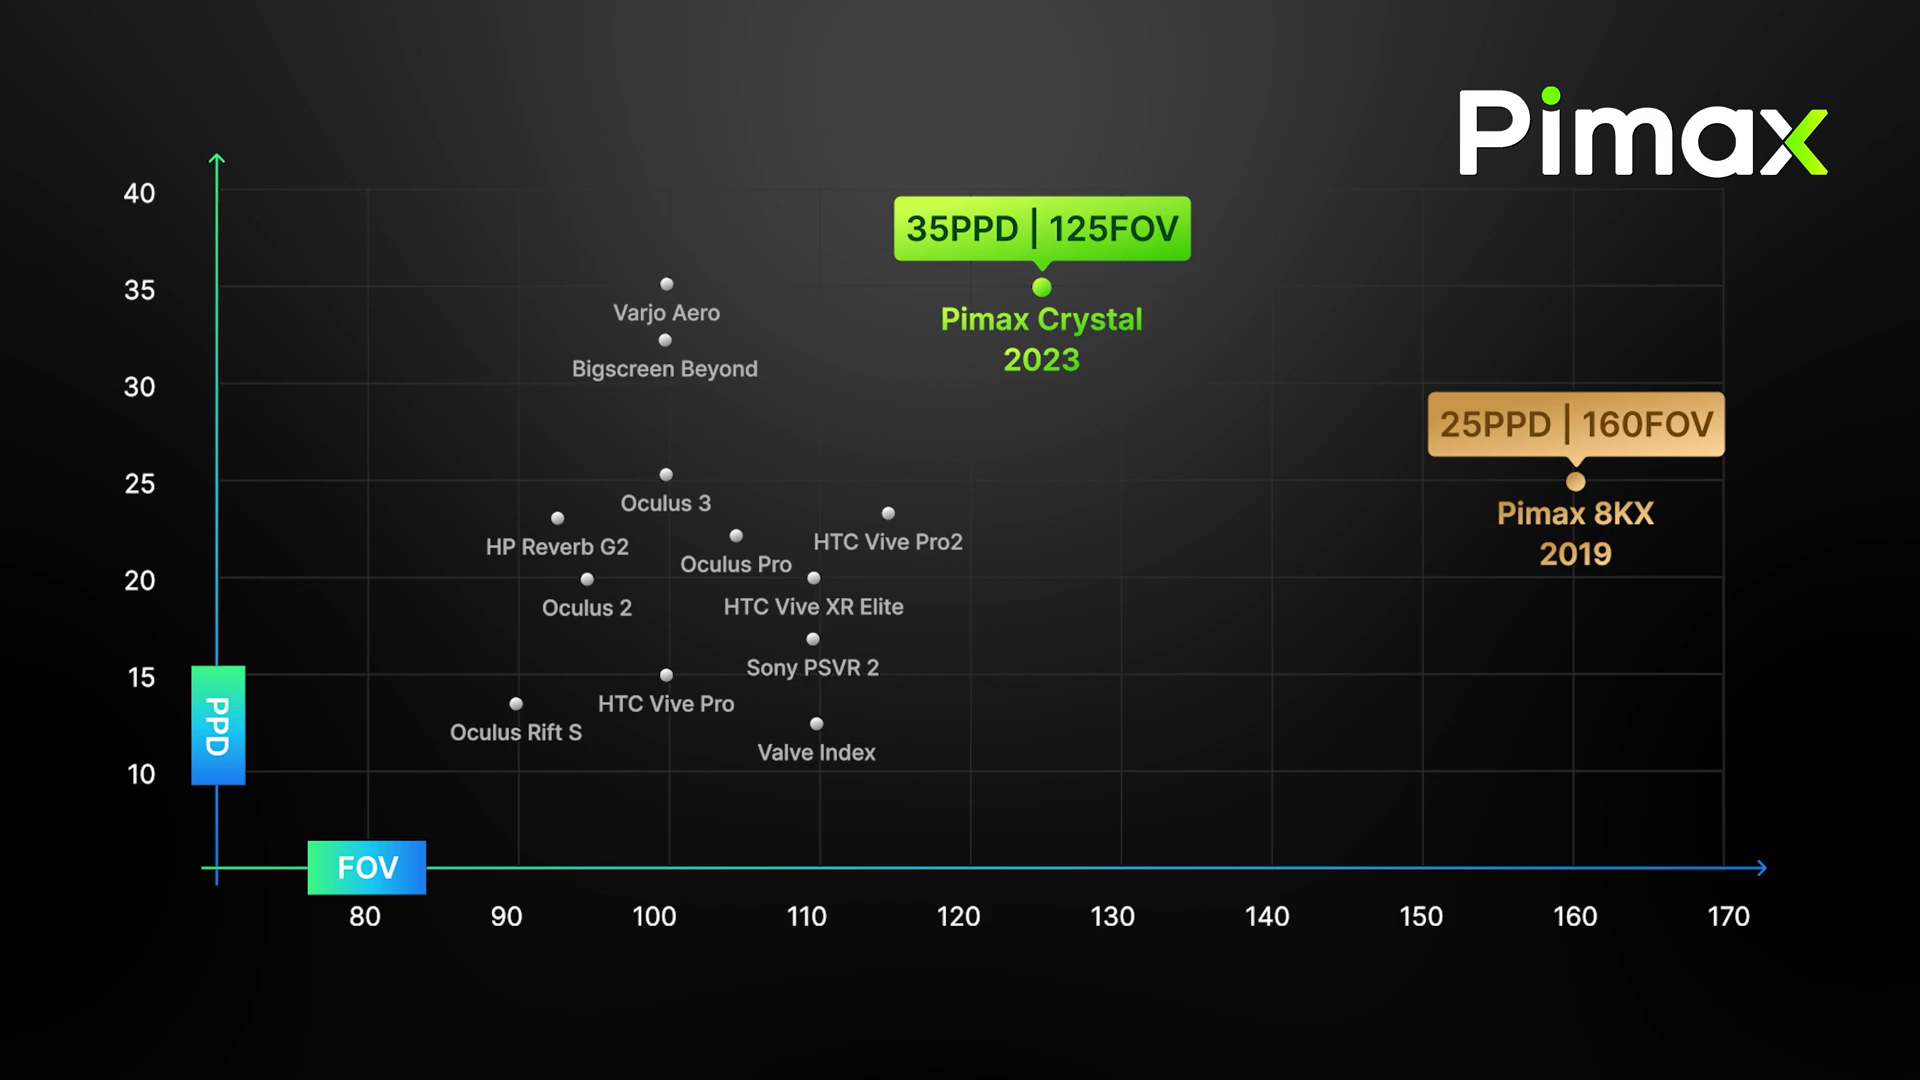 Pimax
40
35PPD | 125FOV
35
Varjo Aero
Pimax Crystal
2023
Bigscreen Beyond
30
25PPD | 160FOV
25
Oculus 3
Pimax 8KX
2019
HP Reverb G2
Oculus Pro
HTC Vive Pro2
20
Oculus 2
HTC Vive XR Elite
15
Sony PSVR 2
HTC Vive Pro
Oculus Rift S
Valve Index
PPD
10
FOV
80 90 100 110 120 130 140 150 160 170